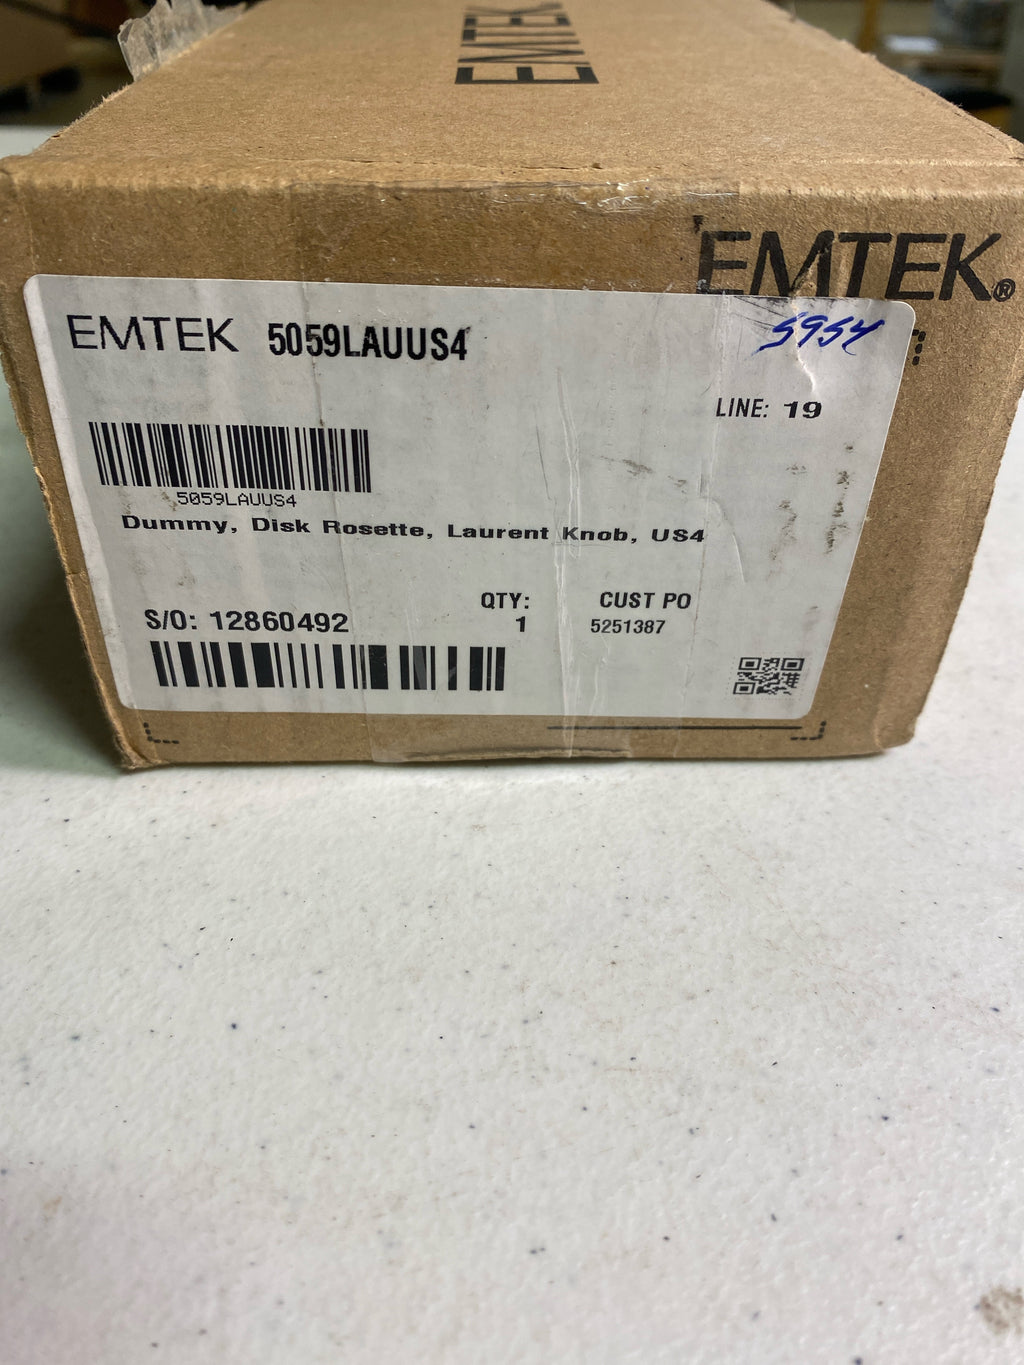 EMTEK
EMTEK®
EMTEK 5059LAUUS4
5954
LINE: 19
5059LAUUS4
Dummy, Disk Rosette, Laurent Knob, US4
QTY: CUST PO
S/O: 12860492 1 5251387